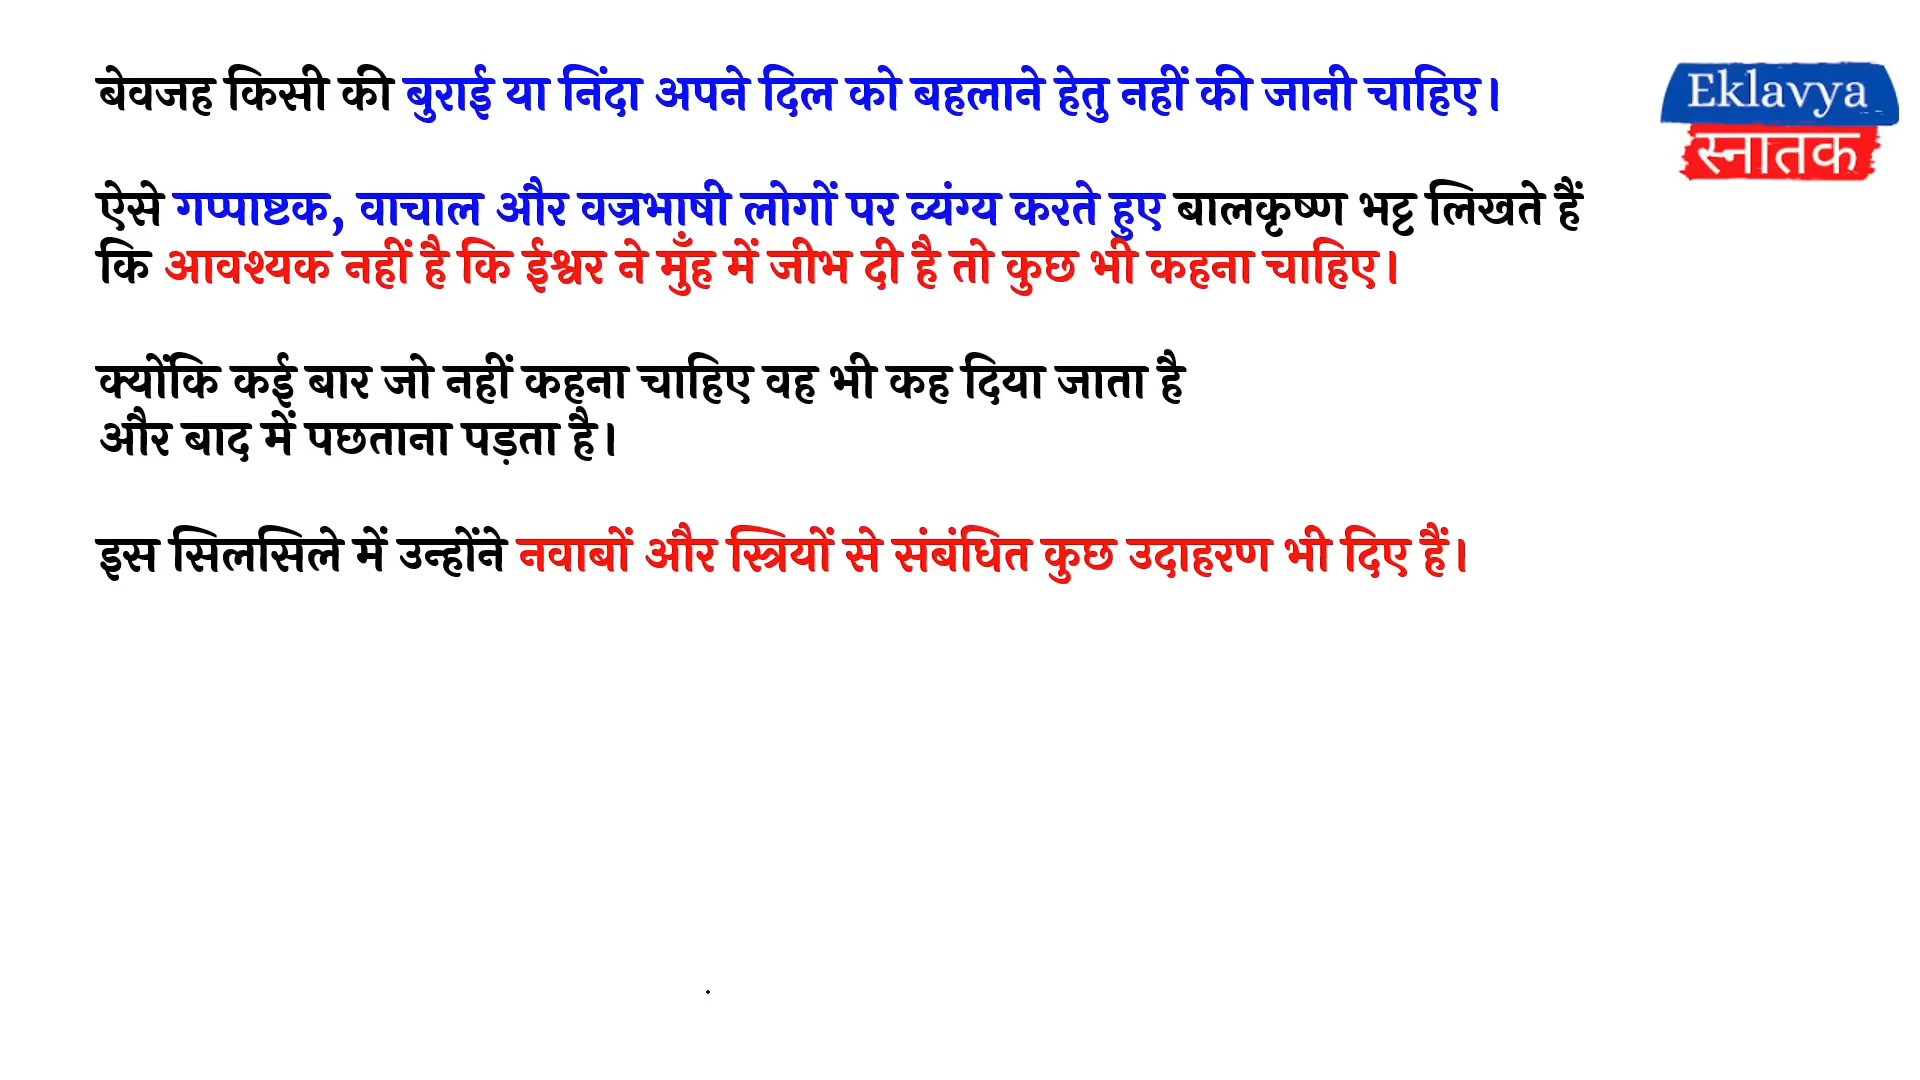 बेवजह किसी की बुराई या निंदा अपने दिल को बहलाने हेतु नहीं की जानी चाहिए।
Eklavya
स्नातक
ऐसे गप्पाष्टक, वाचाल और वज्रभाषी लोगों पर व्यंग्य करते हुए बालकृष्ण भट्ट लिखते हैं
कि आवश्यक नहीं है कि ईश्वर ने मुँह में जीभ दी है तो कुछ भी कहना चाहिए।
क्योंकि कई बार जो नहीं कहना चाहिए वह भी कह दिया जाता है
और बाद में पछताना पड़ता है।
इस सिलसिले में उन्होंने नवाबों और स्त्रियों से संबंधित कुछ उदाहरण भी दिए हैं।